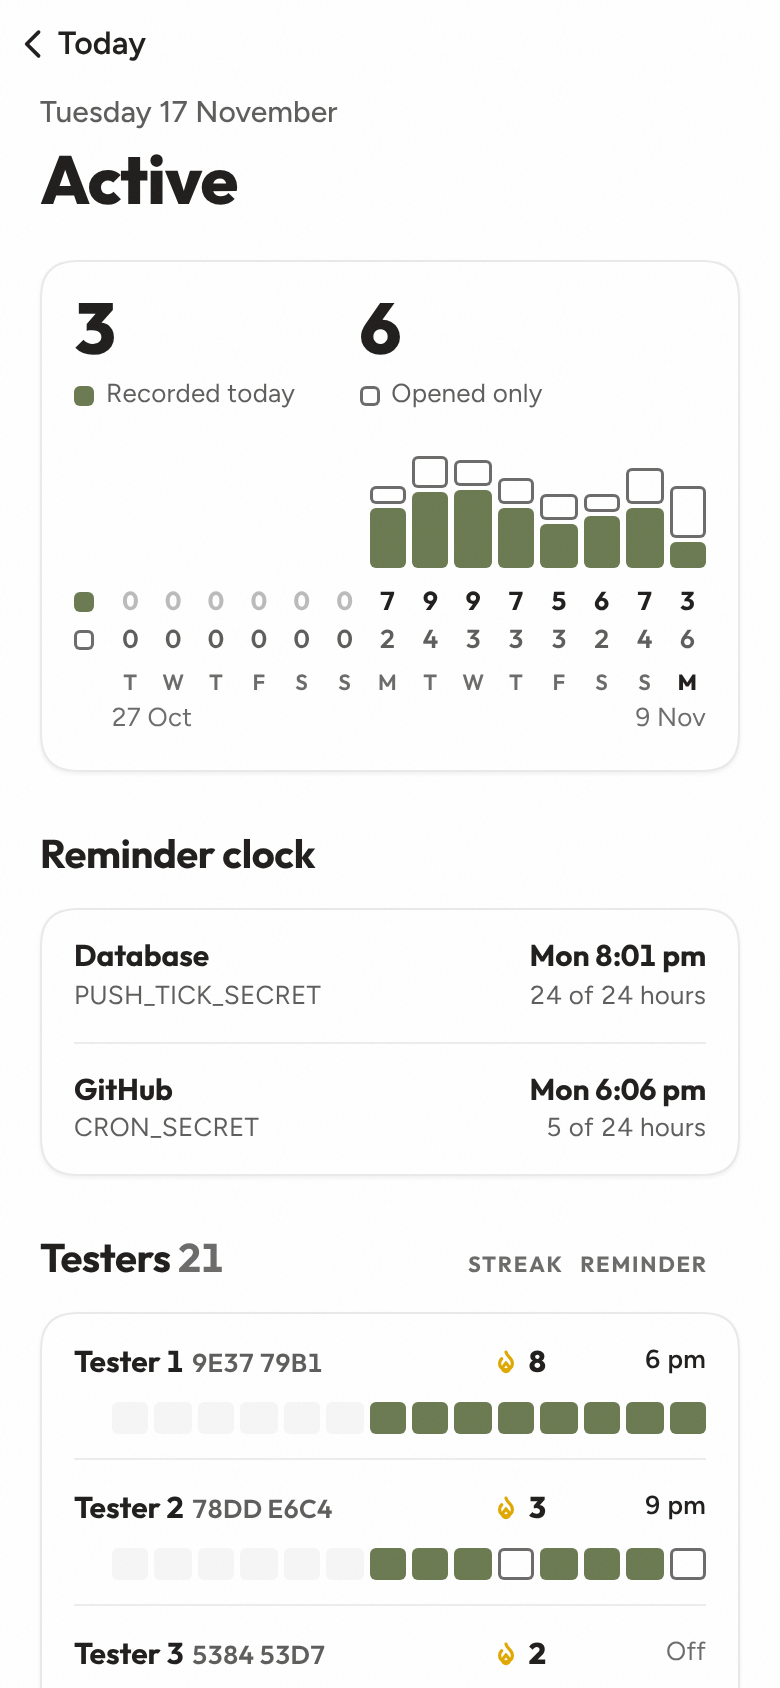 Today
Tuesday 17 November
Active
3 6
Recorded today Opened only
0 0 0 0 0 0 7 9 9 7 5 6 7 3
0 0 0 0 0 0 2 4 3 3 3 2 4 6
T W T F S S M T W T F S S M
27 Oct 9 Nov
Reminder clock
Database Mon 8:01 pm
PUSH_TICK_SECRET 24 of 24 hours
GitHub Mon 6:06 pm
CRON_SECRET 5 of 24 hours
Testers 21 STREAK REMINDER
Tester 1 9E37 79B1 8 6 pm
Tester 2 78DD E6C4 3 9 pm
Tester 3 5384 53D7 2 Off